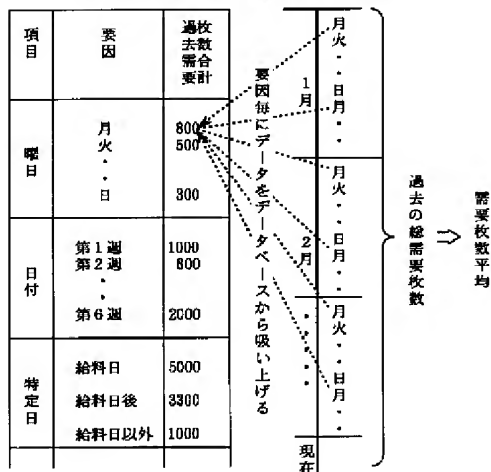 項目
要因
過去需要
枚数合計
曜日
月 800
火 500
・
・
日 300
日付
第1週 1000
第2週 800
・
・
第6週 2000
特定日
給料日 5000
給料日後 3300
給料日以外 1000
要因毎にデータをデータベースから吸い上げる
1月
月火・・日月・・
2月
月火・・日月・・
・・・・
月火・・日月・・
現在
過去の総需要枚数
⇒
需要枚数平均